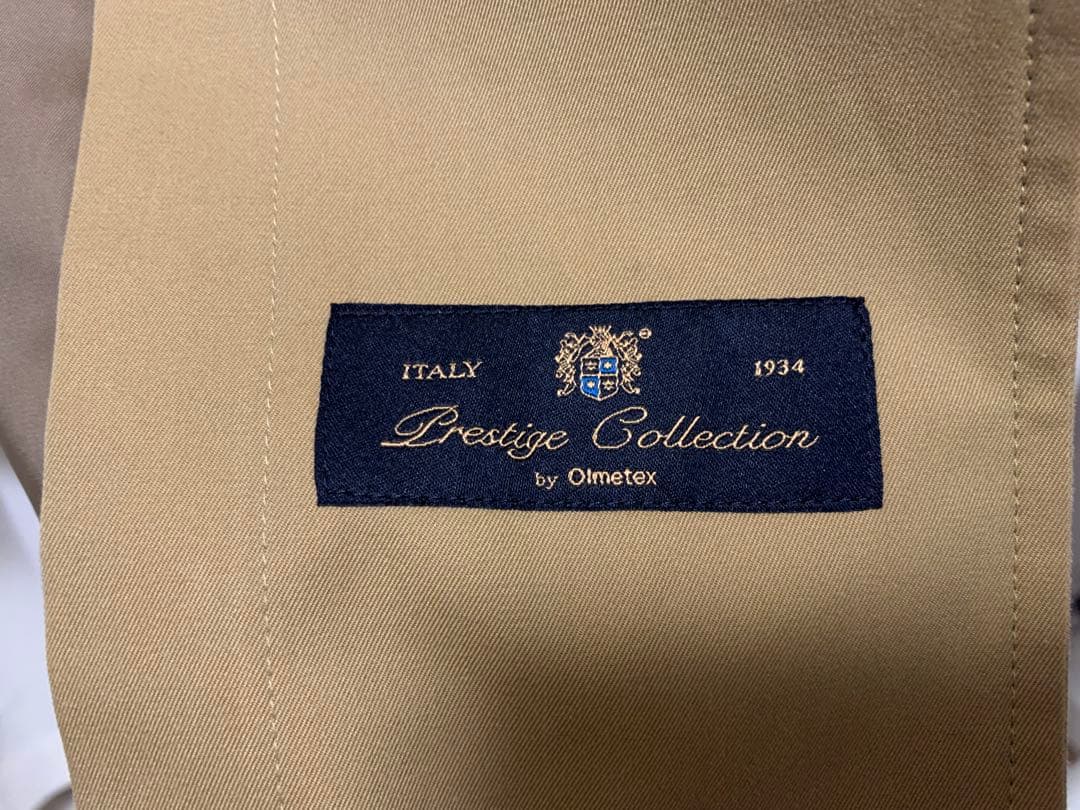 ITALY 1934
Prestige Collection
by Olmetex